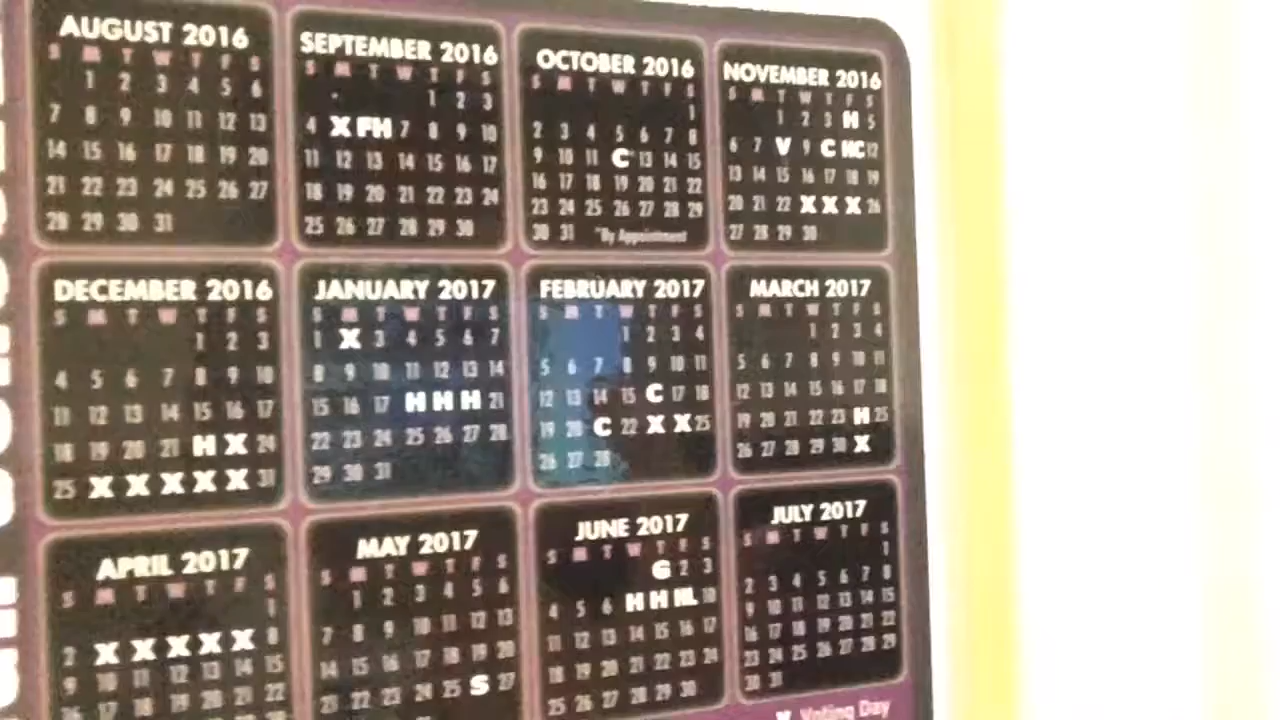 AUGUST 2016
S M T W T F S
1 2 3 4 5 6
7 8 9 10 11 12 13
14 15 16 17 18 19 20
21 22 23 24 25 26 27
28 29 30 31
SEPTEMBER 2016
S M T W T F S
1 2 3
4 X FH 7 8 9 10
11 12 13 14 15 16 17
18 19 20 21 22 23 24
25 26 27 28 29 30
OCTOBER 2016
S M T W T F S
1
2 3 4 5 6 7 8
9 10 11 C* 13 14 15
16 17 18 19 20 21 22
23 24 25 26 27 28 29
30 31 *By Appointment
NOVEMBER 2016
S M T W T F S
1 2 3 H 5
6 7 V 9 C HC 12
13 14 15 16 17 18 19
20 21 22 X X X 26
27 28 29 30
DECEMBER 2016
S M T W T F S
1 2 3
4 5 6 7 8 9 10
11 12 13 14 15 16 17
18 19 20 21 H X 24
25 X X X X X 31
JANUARY 2017
S M T W T F S
1 X 3 4 5 6 7
8 9 10 11 12 13 14
15 16 17 H H H 21
22 23 24 25 26 27 28
29 30 31
FEBRUARY 2017
S M T W T F S
1 2 3 4
5 6 7 8 9 10 11
12 13 14 15 C 17 18
19 20 C 22 X X 25
26 27 28
MARCH 2017
S M T W T F S
1 2 3 4
5 6 7 8 9 10 11
12 13 14 15 16 17 18
19 20 21 22 23 H 25
26 27 28 29 30 X
APRIL 2017
S M T W T F S
1
2 X X X X X 8
9 10 11 12 13 14 15
16 17 18 19 20 21 22
MAY 2017
S M T W T F S
1 2 3 4 5 6
7 8 9 10 11 12 13
14 15 16 17 18 19 20
21 22 23 24 25 S 27
JUNE 2017
S M T W T F S
G 2 3
4 5 6 H H HL 10
11 12 13 14 15 16 17
18 19 20 21 22 23 24
25 26 27 28 29 30
JULY 2017
S M T W T F S
1
2 3 4 5 6 7 8
9 10 11 12 13 14 15
16 17 18 19 20 21 22
23 24 25 26 27 28 29
30 31
V Voting Day